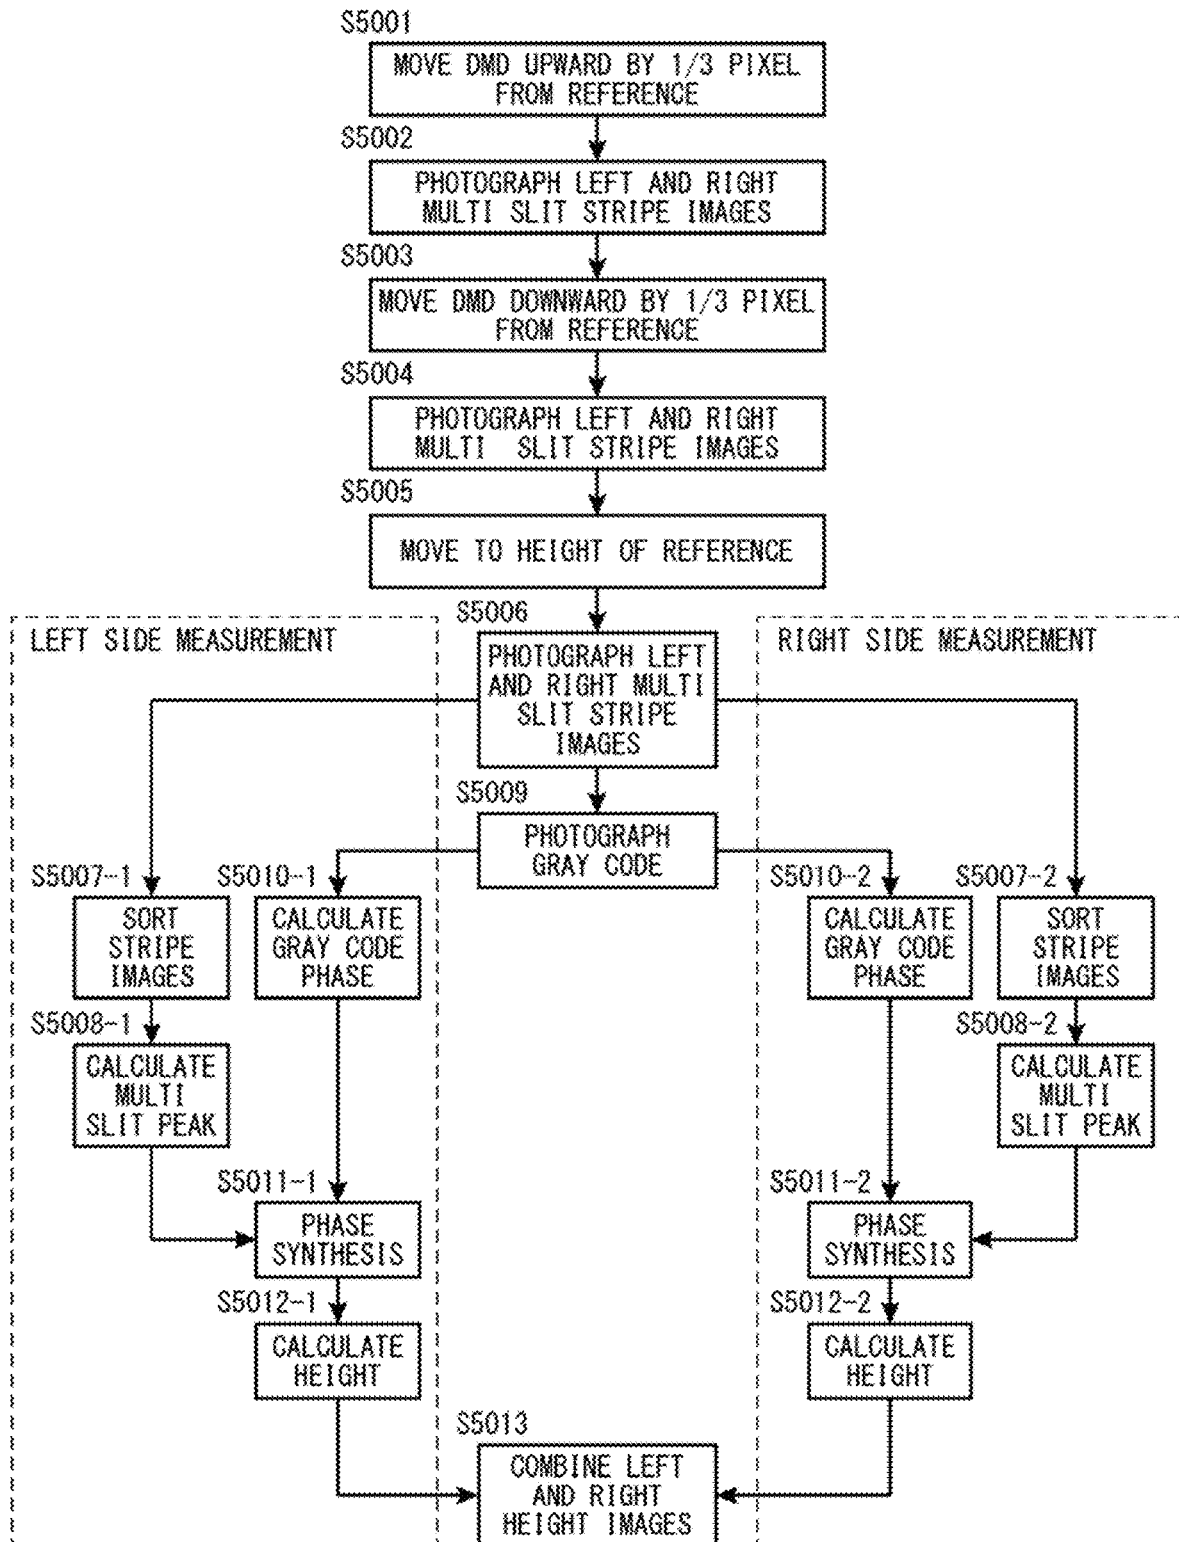 S5001
MOVE DMD UPWARD BY 1/3 PIXEL
FROM REFERENCE
S5002
PHOTOGRAPH LEFT AND RIGHT
MULTI SLIT STRIPE IMAGES
S5003
MOVE DMD DOWNWARD BY 1/3 PIXEL
FROM REFERENCE
S5004
PHOTOGRAPH LEFT AND RIGHT
MULTI SLIT STRIPE IMAGES
S5005
MOVE TO HEIGHT OF REFERENCE
LEFT SIDE MEASUREMENT
S5006
PHOTOGRAPH LEFT
AND RIGHT MULTI
SLIT STRIPE
IMAGES
RIGHT SIDE MEASUREMENT
S5009
PHOTOGRAPH
GRAY CODE
S5007-1
SORT
STRIPE
IMAGES
S5010-1
CALCULATE
GRAY CODE
PHASE
S5010-2
CALCULATE
GRAY CODE
PHASE
S5007-2
SORT
STRIPE
IMAGES
S5008-1
CALCULATE
MULTI
SLIT PEAK
S5008-2
CALCULATE
MULTI
SLIT PEAK
S5011-1
PHASE
SYNTHESIS
S5011-2
PHASE
SYNTHESIS
S5012-1
CALCULATE
HEIGHT
S5012-2
CALCULATE
HEIGHT
S5013
COMBINE LEFT
AND RIGHT
HEIGHT IMAGES